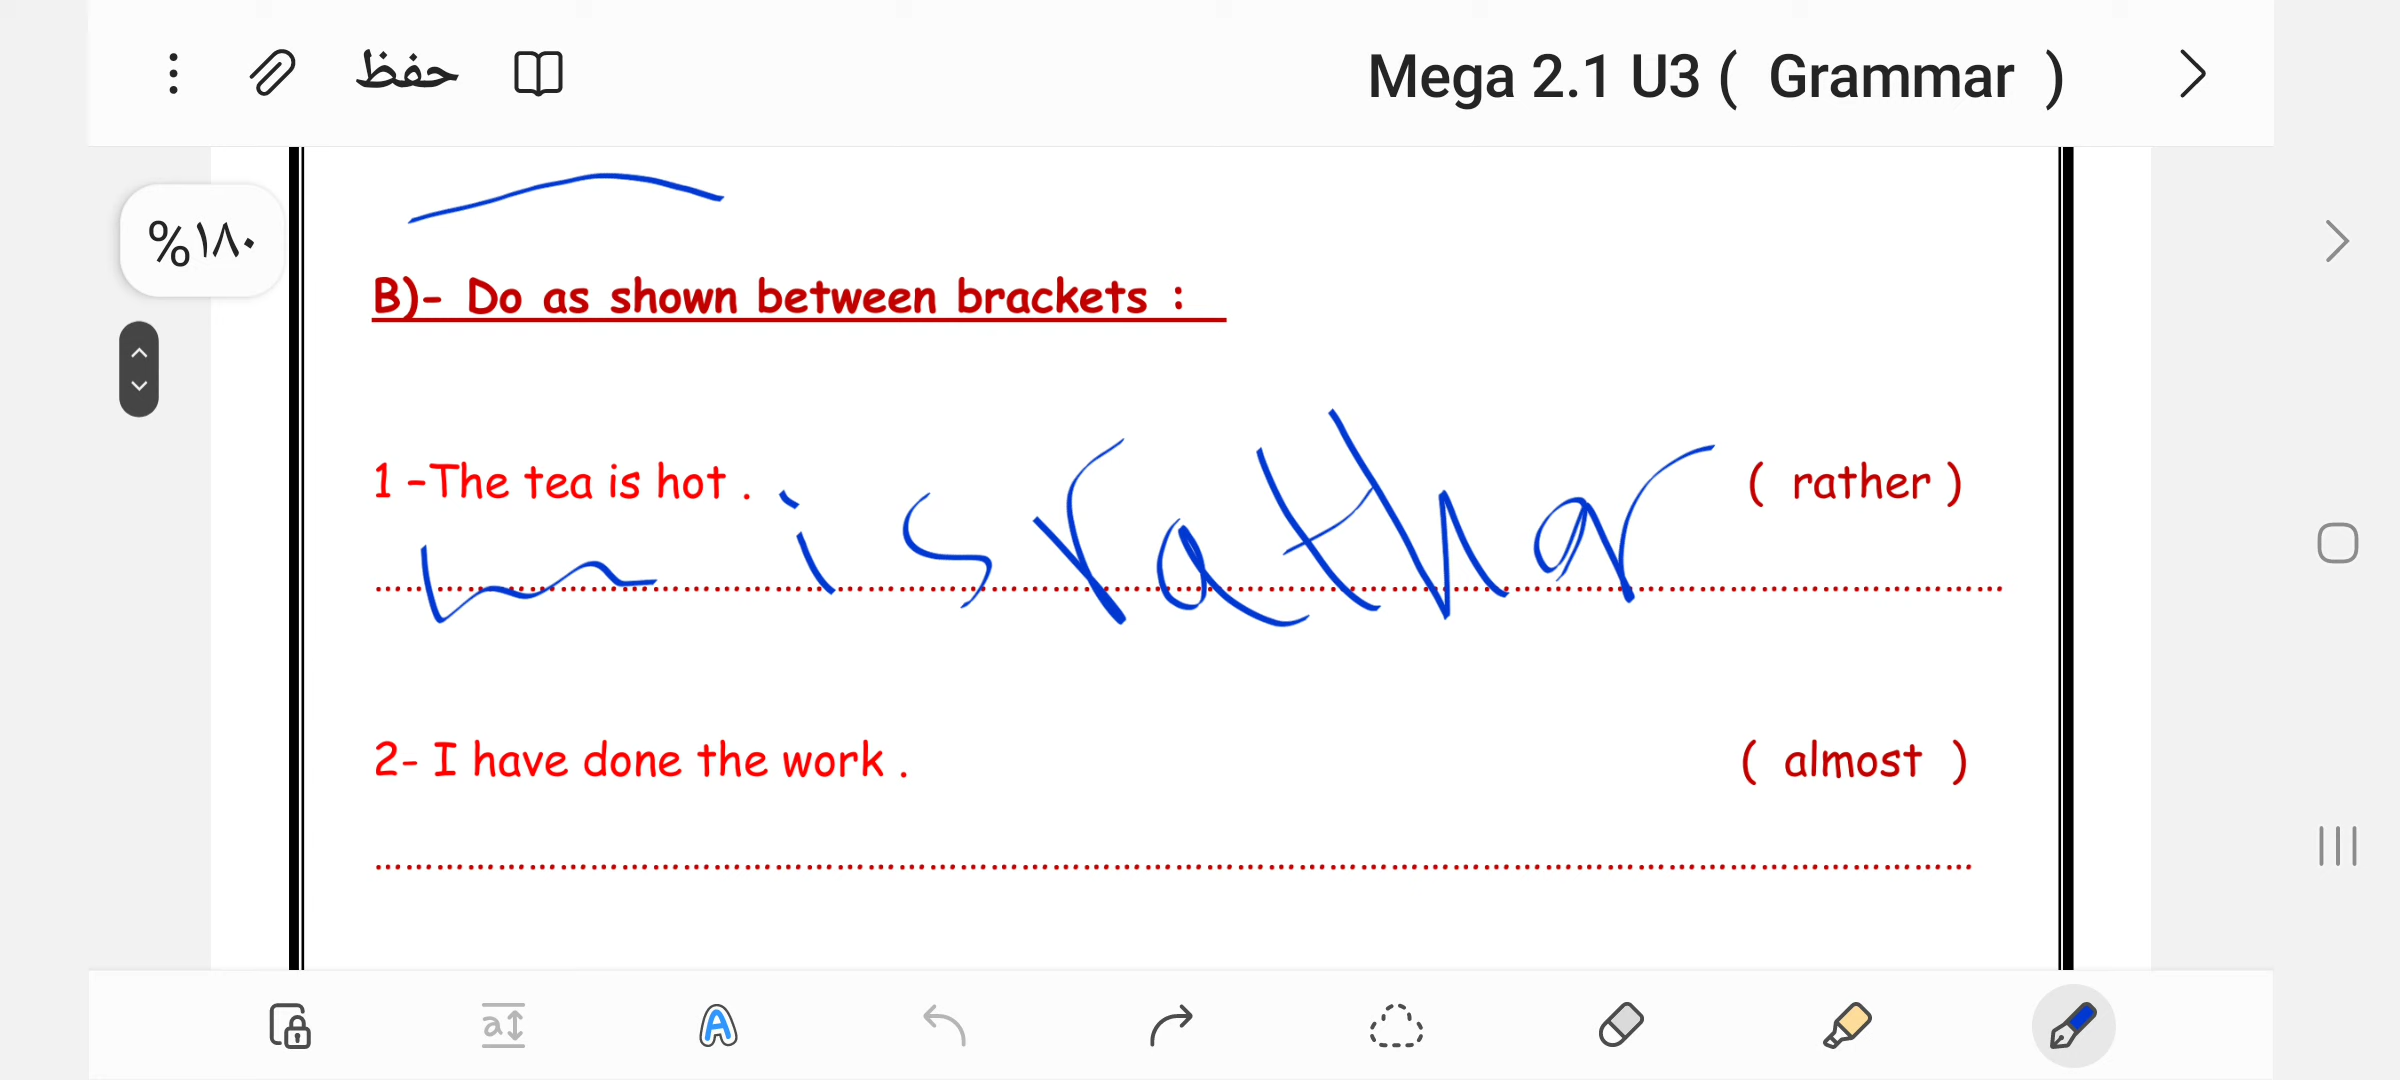 حفظ Mega 2.1 U3 ( Grammar )
%١٨٠
B)- Do as shown between brackets :
1 -The tea is hot . ( rather )
is rather
2- I have done the work . ( almost )